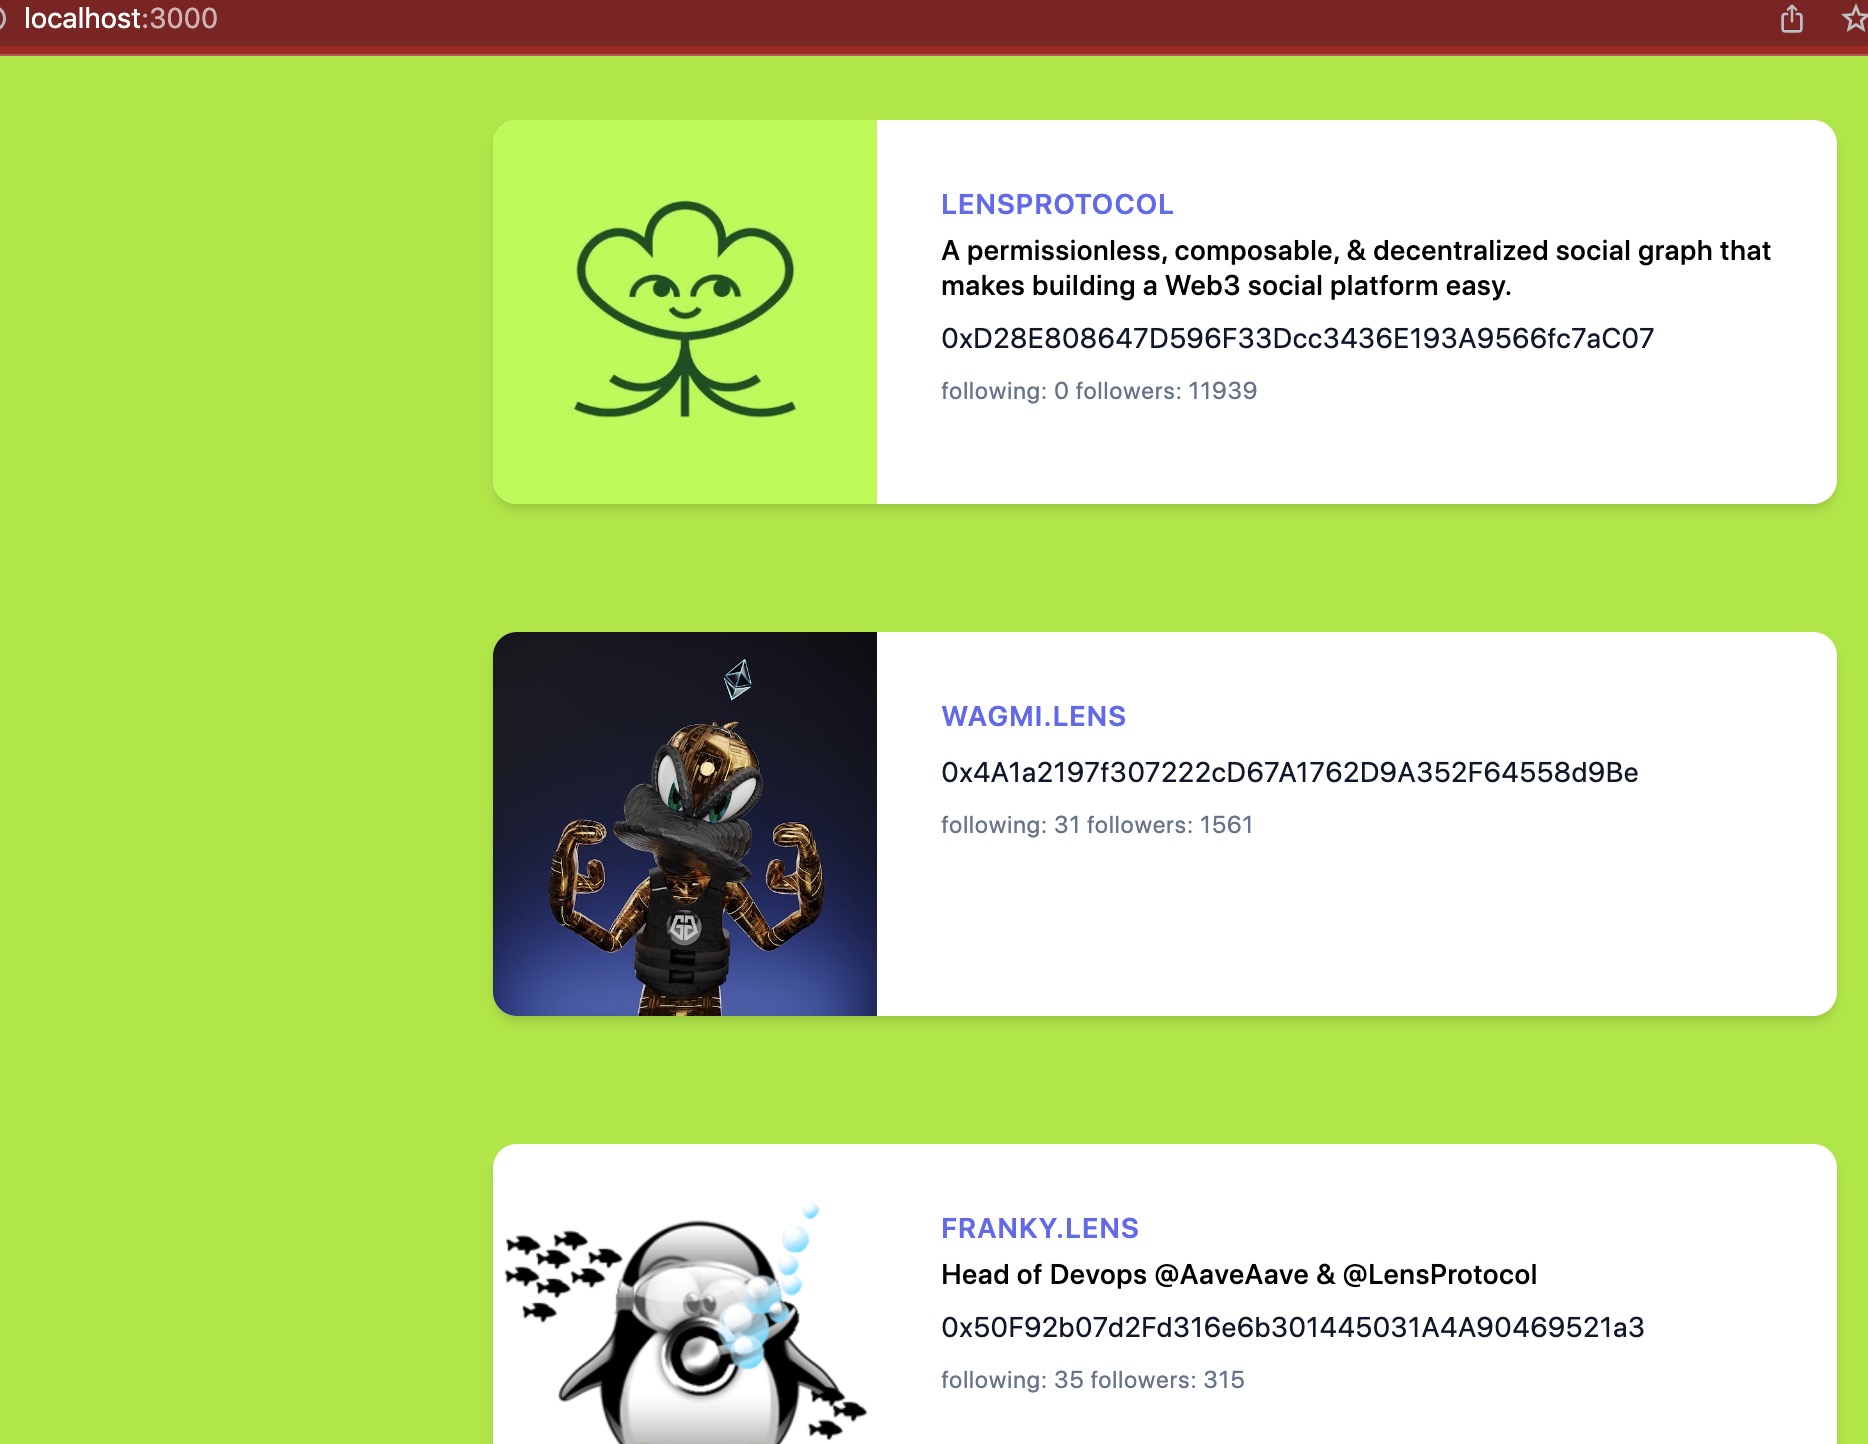 localhost:3000
LENSPROTOCOL
A permissionless, composable, & decentralized social graph that
makes building a Web3 social platform easy.
0xD28E808647D596F33Dcc3436E193A9566fc7aC07
following: 0 followers: 11939
WAGMI.LENS
0x4A1a2197f307222cD67A1762D9A352F64558d9Be
following: 31 followers: 1561
FRANKY.LENS
Head of Devops @AaveAave & @LensProtocol
0x50F92b07d2Fd316e6b301445031A4A90469521a3
following: 35 followers: 315